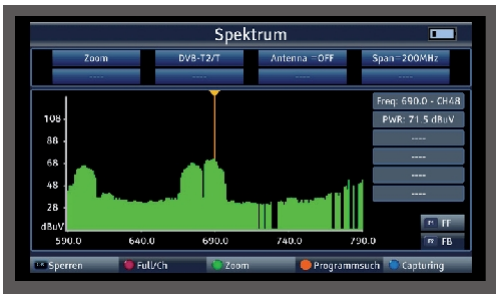 Spektrum
Zoom DVB-T2/T Antenna =OFF Span=200MHz
---- ---- ---- ----
Freq: 690.0 - CH48
PWR: 71.5 dBuV
----
----
----
----
108
88
68
48
28
dBuV
590.0 640.0 690.0 740.0 790.0
FF
FB
Sperren Full/Ch Zoom Programmsuch Capturing